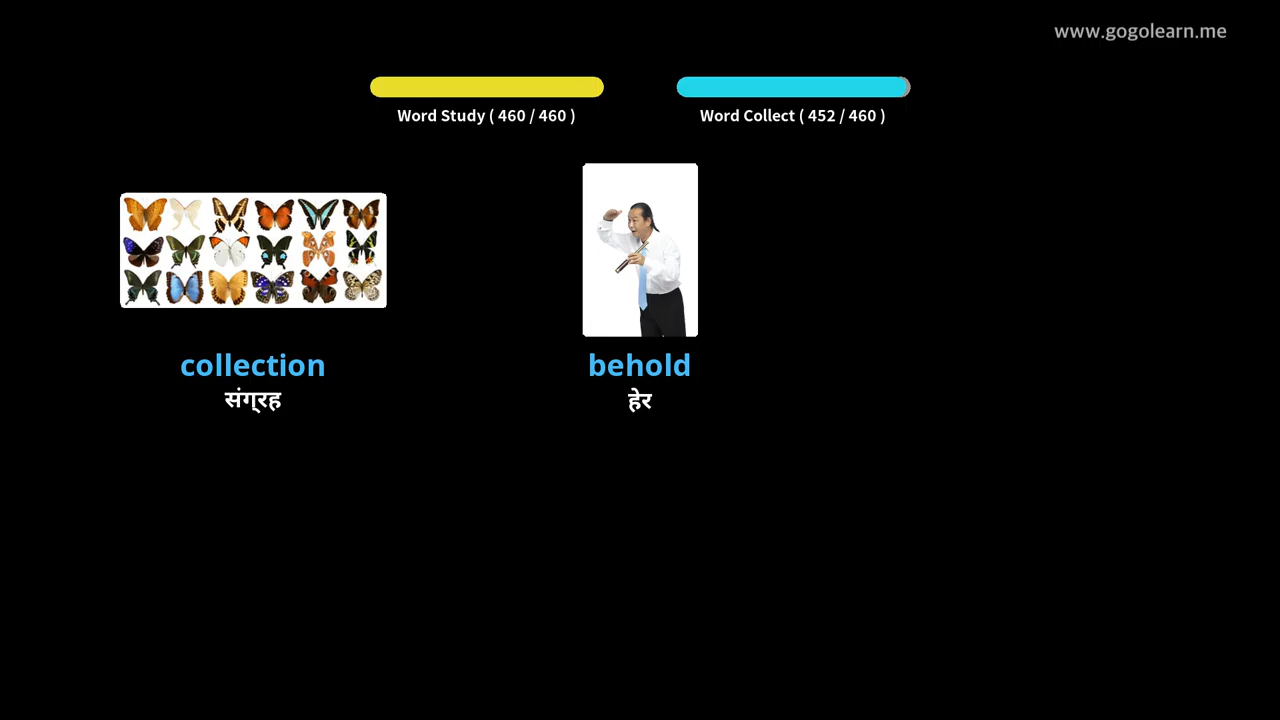 www.gogolearn.me
Word Study ( 460 / 460 )
Word Collect ( 452 / 460 )
collection
संग्रह
behold
हेर